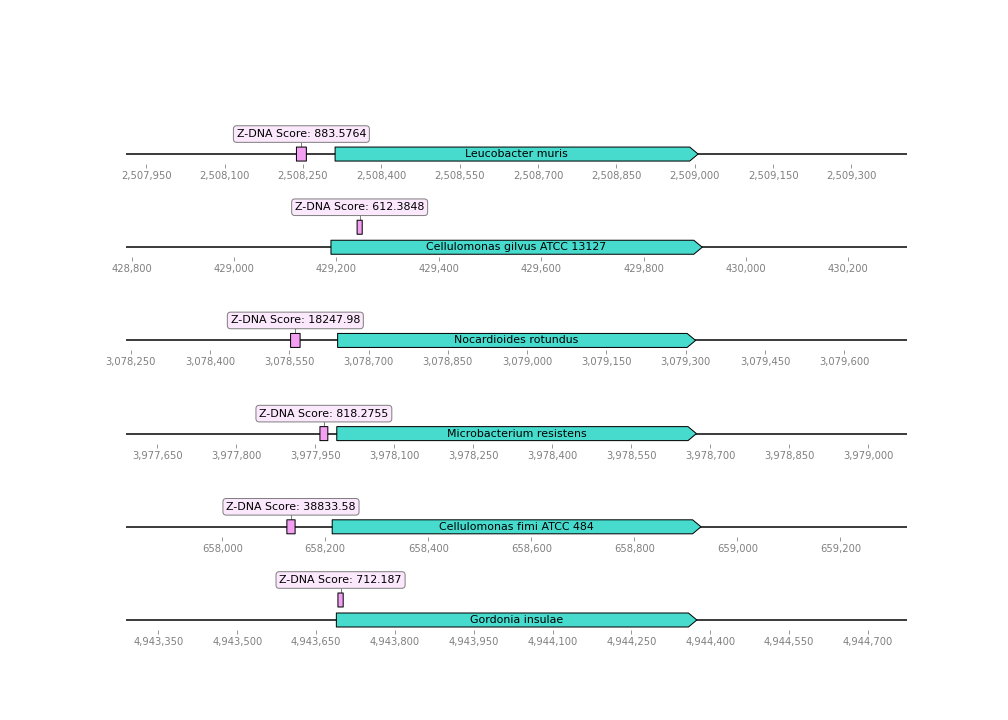 Z-DNA Score: 883.5764
Leucobacter muris
2,507,950 2,508,100 2,508,250 2,508,400 2,508,550 2,508,700 2,508,850 2,509,000 2,509,150 2,509,300
Z-DNA Score: 612.3848
Cellulomonas gilvus ATCC 13127
428,800 429,000 429,200 429,400 429,600 429,800 430,000 430,200
Z-DNA Score: 18247.98
Nocardioides rotundus
3,078,250 3,078,400 3,078,550 3,078,700 3,078,850 3,079,000 3,079,150 3,079,300 3,079,450 3,079,600
Z-DNA Score: 818.2755
Microbacterium resistens
3,977,650 3,977,800 3,977,950 3,978,100 3,978,250 3,978,400 3,978,550 3,978,700 3,978,850 3,979,000
Z-DNA Score: 38833.58
Cellulomonas fimi ATCC 484
658,000 658,200 658,400 658,600 658,800 659,000 659,200
Z-DNA Score: 712.187
Gordonia insulae
4,943,350 4,943,500 4,943,650 4,943,800 4,943,950 4,944,100 4,944,250 4,944,400 4,944,550 4,944,700